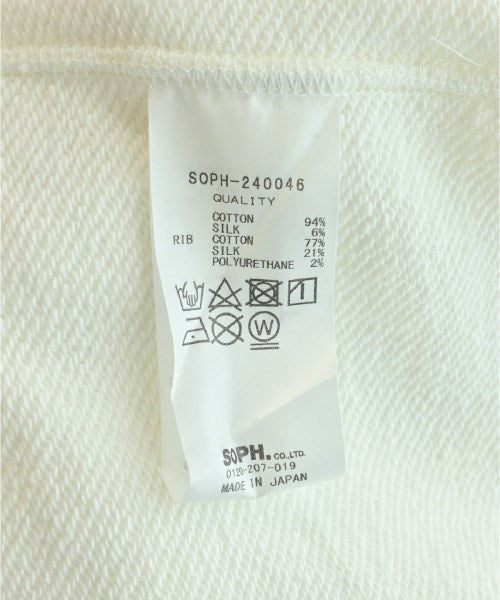 SOPH-240046
QUALITY
COTTON 94%
SILK 6%
RIB COTTON 77%
SILK 21%
POLYURETHANE 2%
W
SOPH. CO.,LTD.
0120-207-019
MADE IN JAPAN